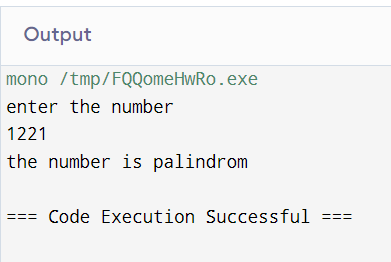 Output
mono /tmp/FQQomeHwRo.exe
enter the number
1221
the number is palindrom
=== Code Execution Successful ===